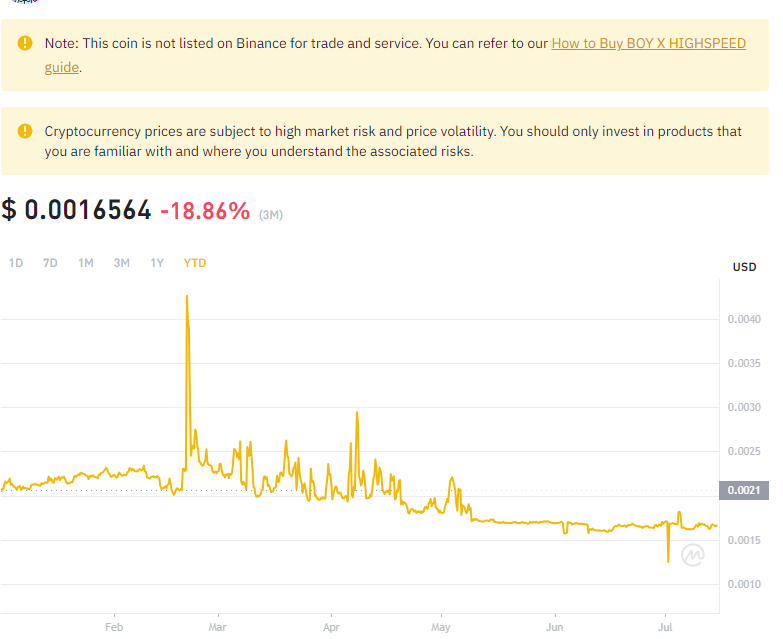 Note: This coin is not listed on Binance for trade and service. You can refer to our How to Buy BOY X HIGHSPEED
guide.
Cryptocurrency prices are subject to high market risk and price volatility. You should only invest in products that
you are familiar with and where you understand the associated risks.
$ 0.0016564 -18.86% (3M)
1D 7D 1M 3M 1Y YTD
USD
0.0040
0.0035
0.0030
0.0025
0.0021
0.0015
0.0010
Feb Mar Apr May Jun Jul